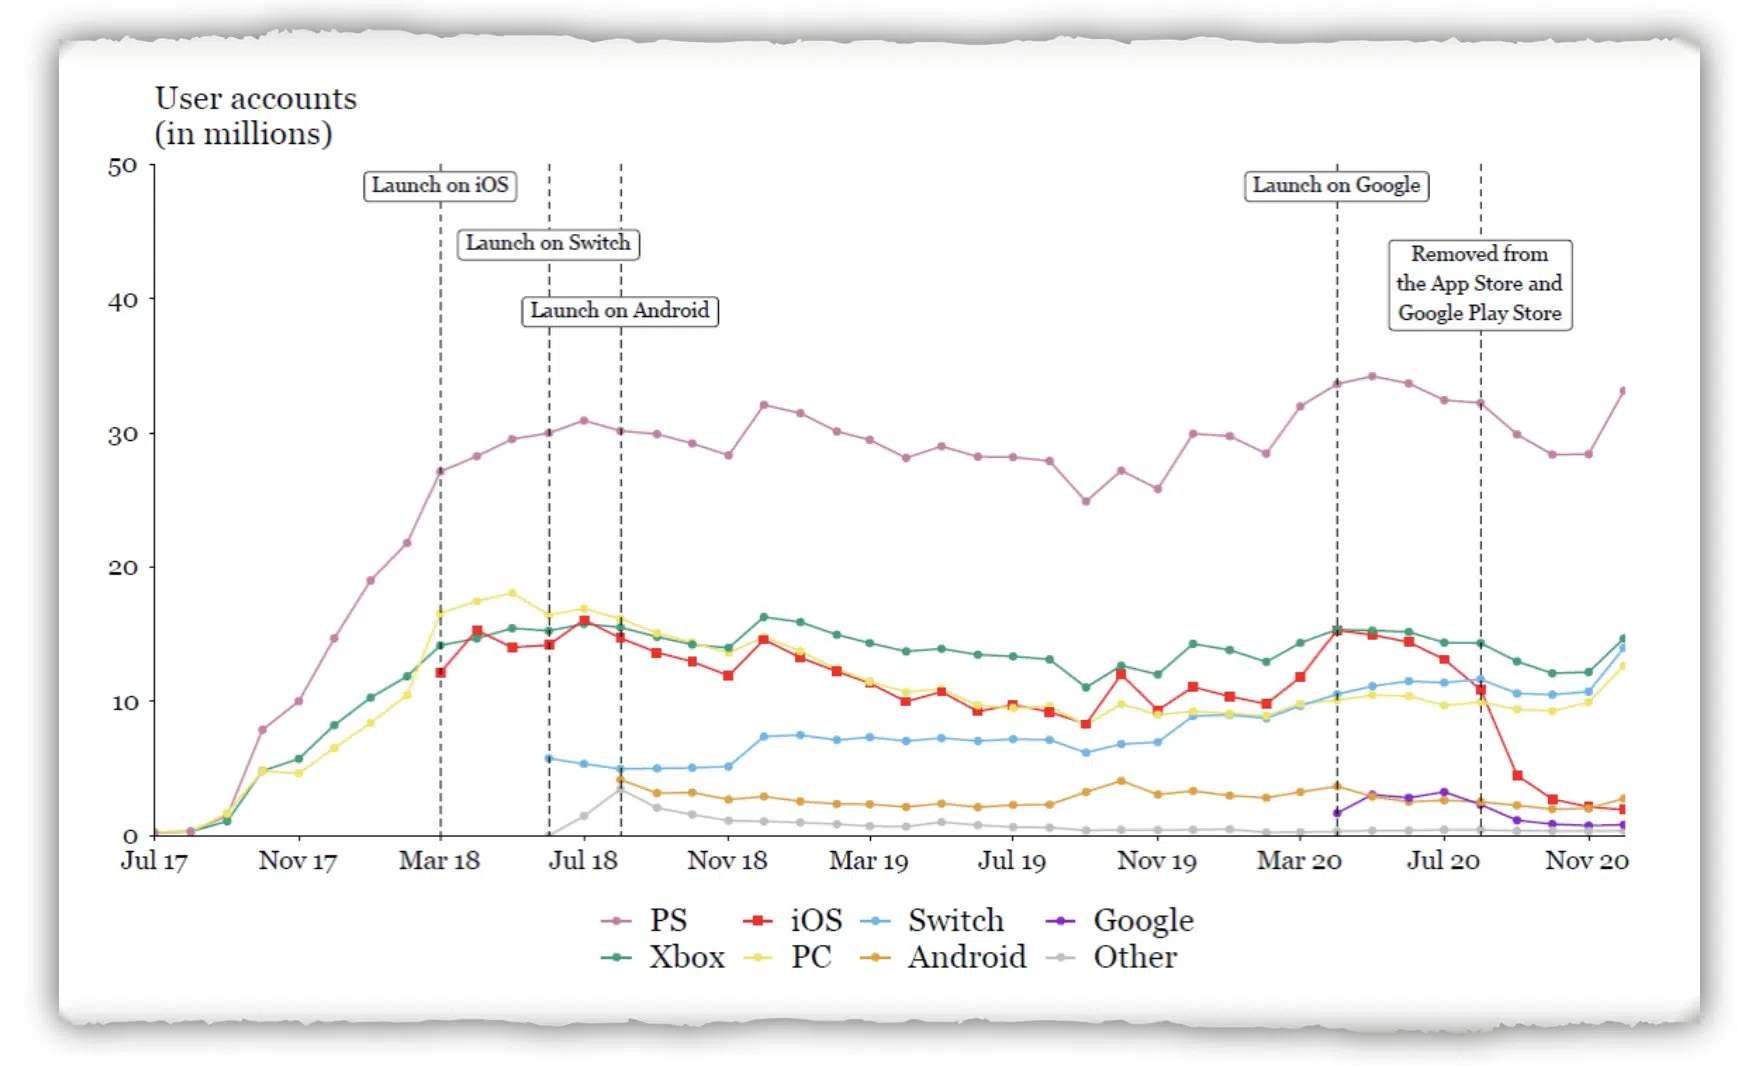 User accounts
(in millions)
50
40
30
20
10
0
Launch on iOS
Launch on Switch
Launch on Android
Launch on Google
Removed from
the App Store and
Google Play Store
Jul 17 Nov 17 Mar 18 Jul 18 Nov 18 Mar 19 Jul 19 Nov 19 Mar 20 Jul 20 Nov 20
PS iOS Switch Google
Xbox PC Android Other